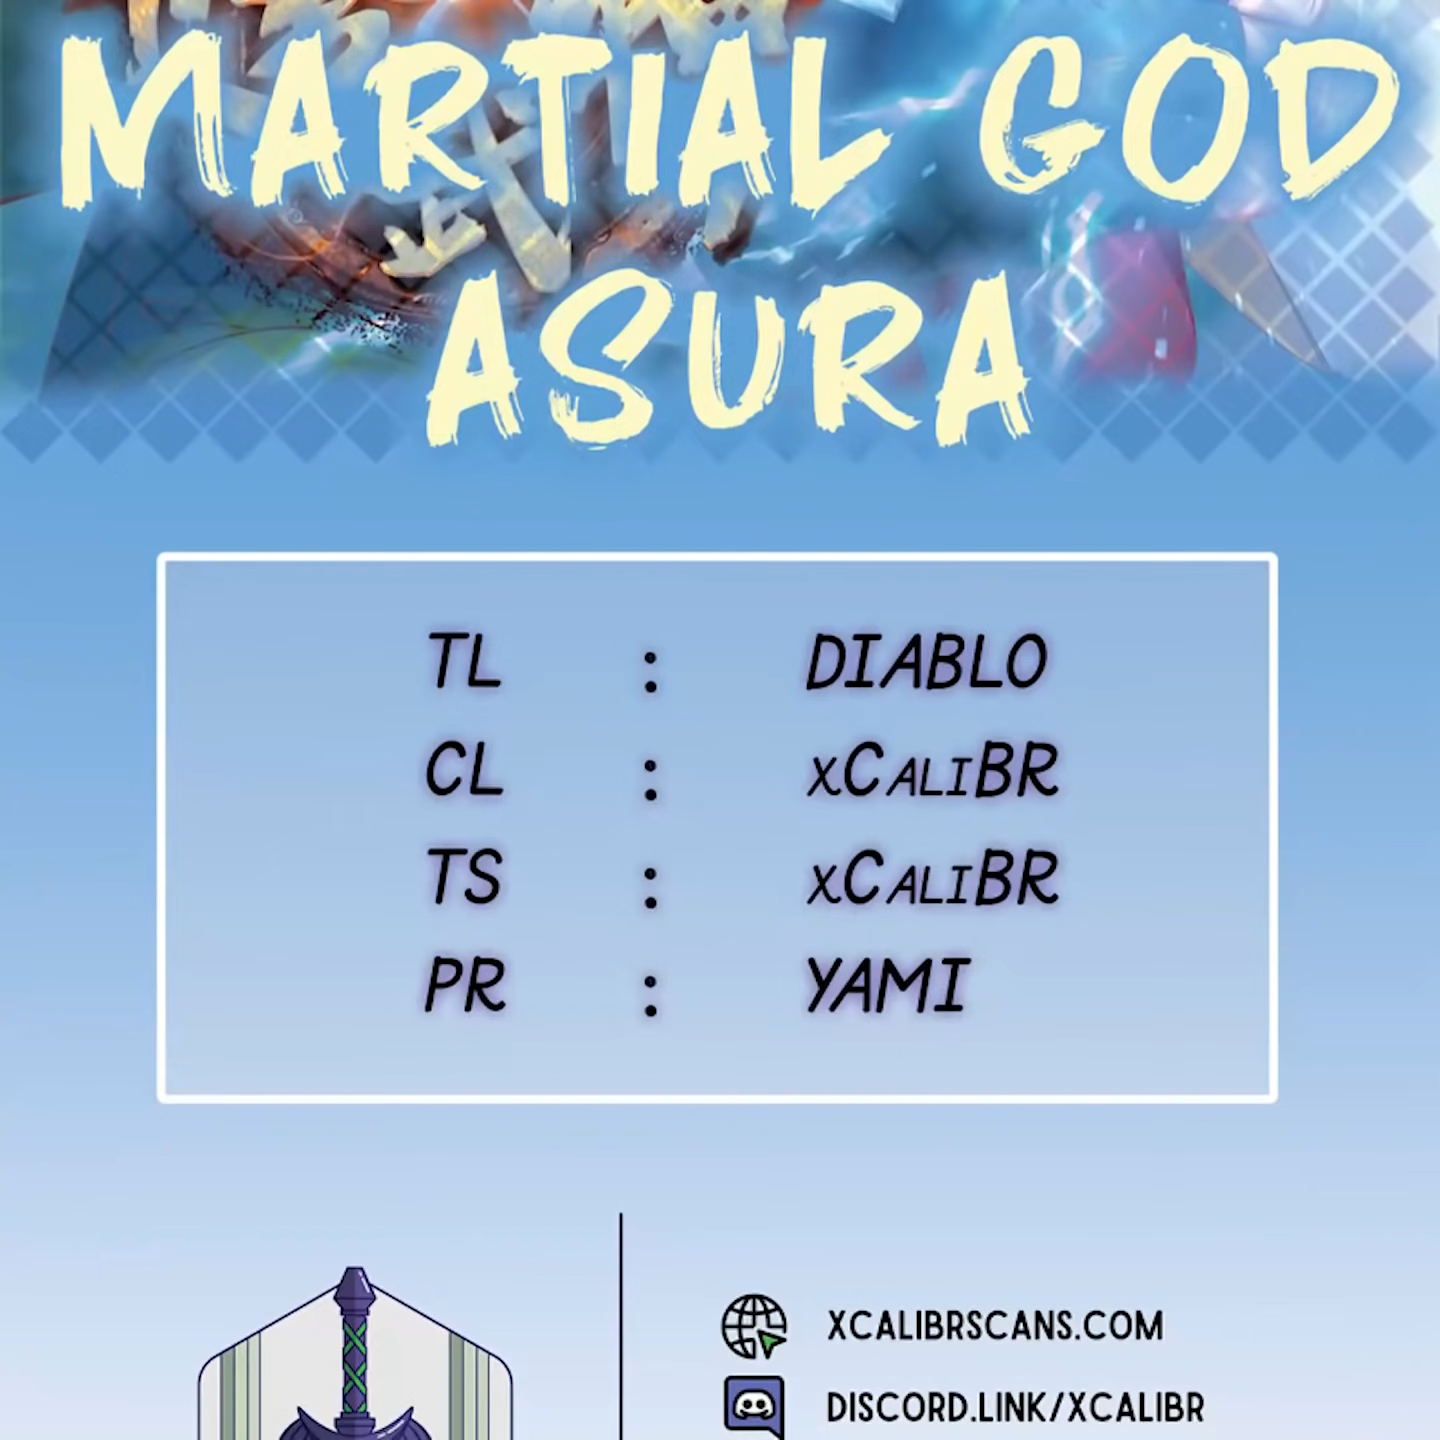 MARTIAL GOD
ASURA
TL : DIABLO
CL : xCALIBR
TS : xCALIBR
PR : YAMI
XCALIBRSCANS.COM
DISCORD.LINK/XCALIBR